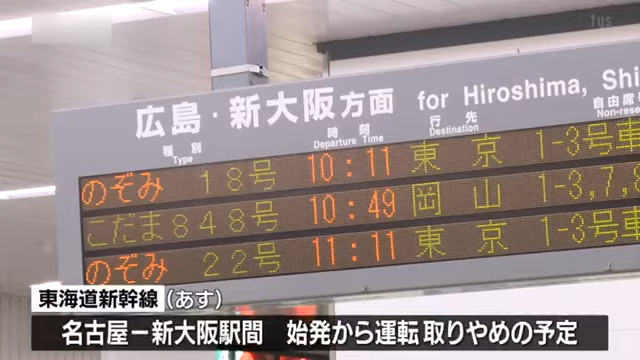 tys
広島・新大阪方面 for Hiroshima, Shi
種別 時刻 行先 自由席
Type Departure Time Destination Non-rese
のぞみ 18号 10:11 東京 1-3号車
こだま 848号 10:49 岡山 1-3,7,8
のぞみ 22号 11:11 東京 1-3号車
東海道新幹線(あす)
名古屋-新大阪駅間 始発から運転取りやめの予定